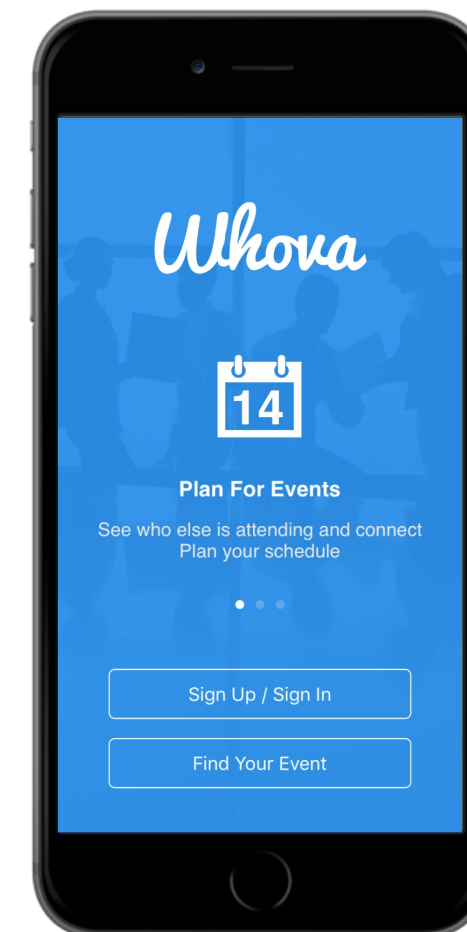 Whova
14
Plan For Events
See who else is attending and connect
Plan your schedule
Sign Up / Sign In
Find Your Event